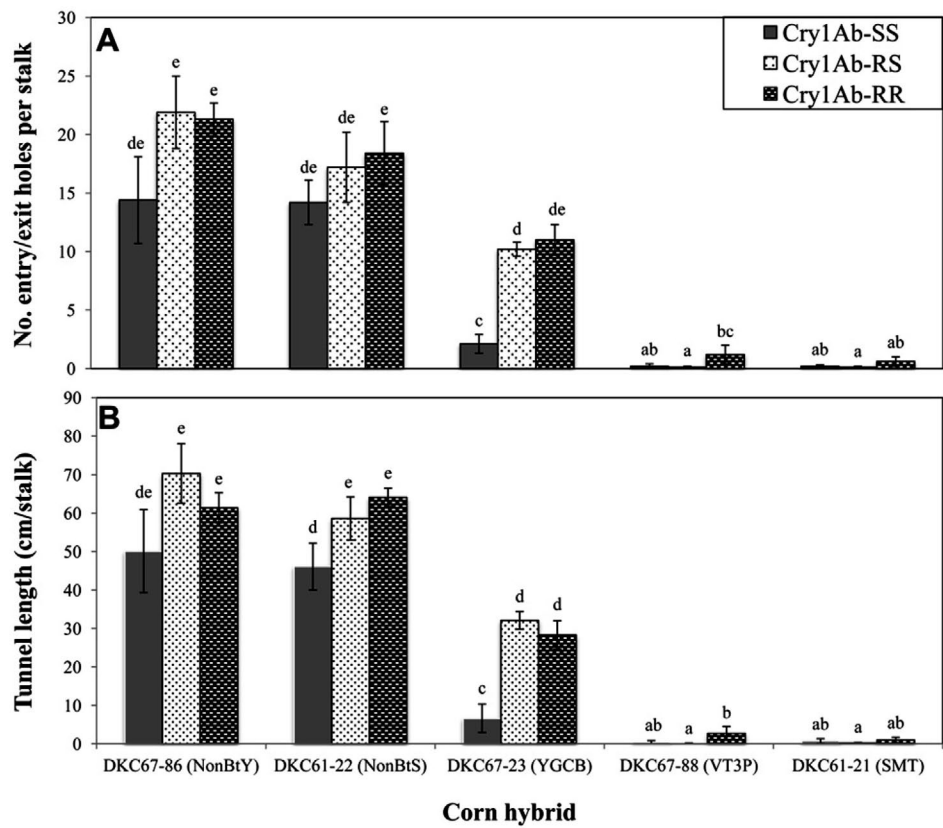 A
No. entry/exit holes per stalk
30
25
20
15
10
5
0
Cry1Ab-SS
Cry1Ab-RS
Cry1Ab-RR
de e e
de de e
c d de
ab a bc
ab a ab
B
Tunnel length (cm/stalk)
90
80
70
60
50
40
30
20
10
0
de e e
d e e
c d d
ab a b
ab a ab
DKC67-86 (NonBtY) DKC61-22 (NonBtS) DKC67-23 (YGCB) DKC67-88 (VT3P) DKC61-21 (SMT)
Corn hybrid